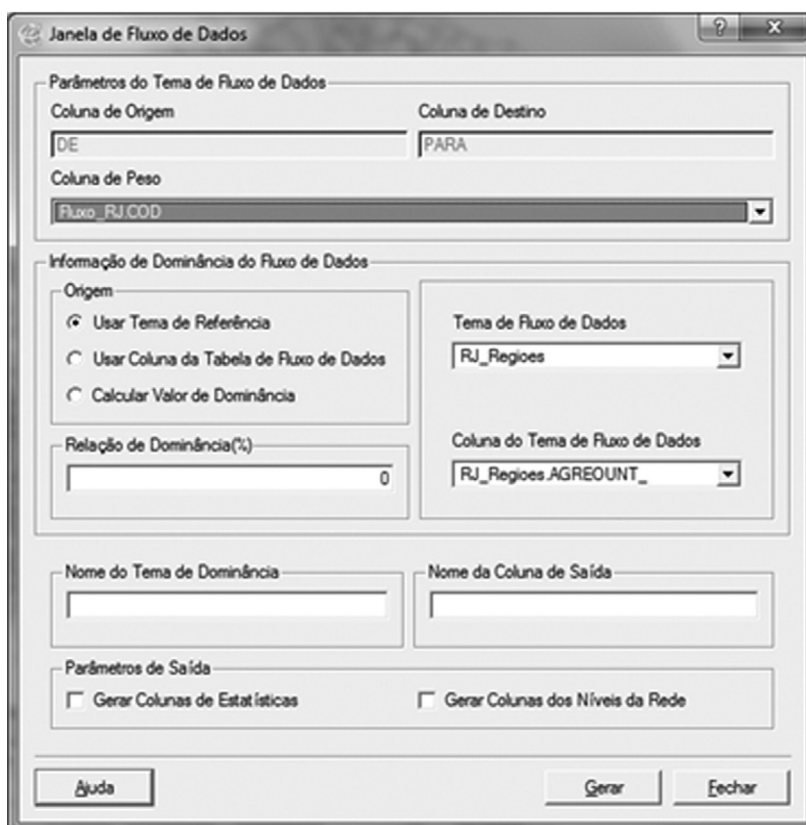 Janela de Fluxo de Dados
Parâmetros do Tema de Fluxo de Dados
Coluna de Origem
Coluna de Destino
DE
PARA
Coluna de Peso
Fluxo_RJ.COD
Informação de Dominância do Fluxo de Dados
Origem
Usar Tema de Referência
Usar Coluna da Tabela de Fluxo de Dados
Calcular Valor de Dominância
Tema de Fluxo de Dados
RJ_Regioes
Relação de Dominância(%)
0
Coluna do Tema de Fluxo de Dados
RJ_Regioes.AGREOUNT_
Nome do Tema de Dominância
Nome da Coluna de Saída
Parâmetros de Saída
Gerar Colunas de Estatísticas
Gerar Colunas dos Níveis da Rede
Ajuda
Gerar
Fechar